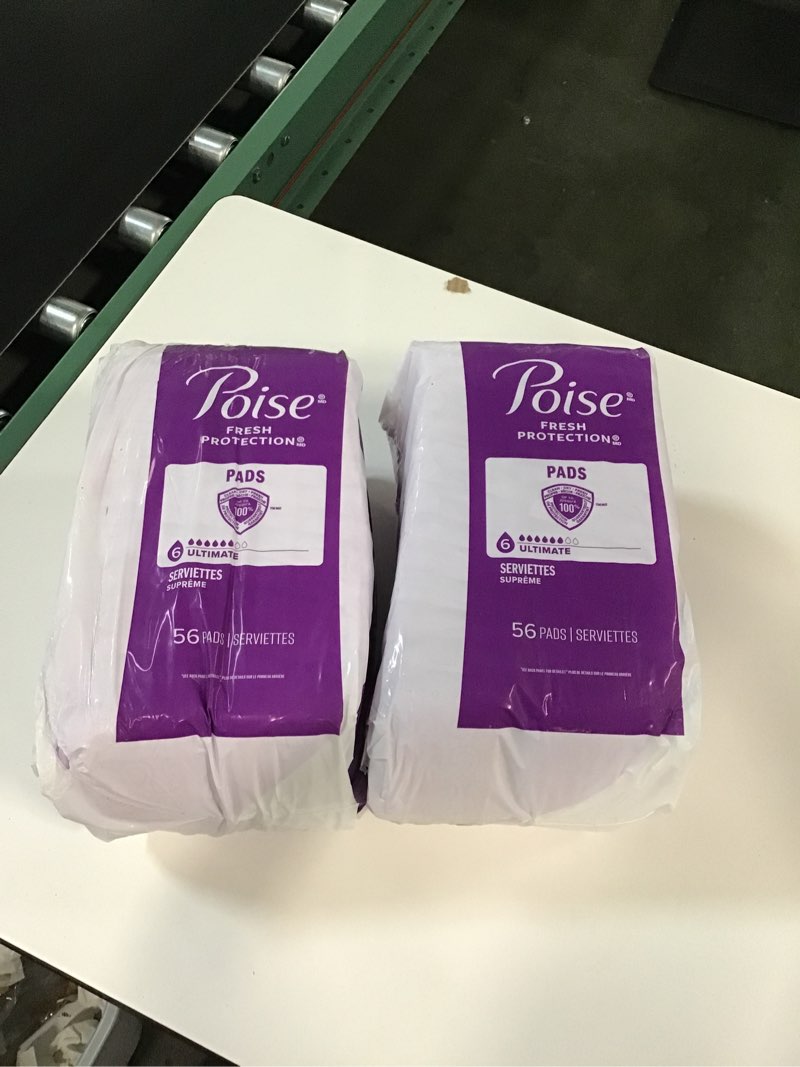 Poise
FRESH
PROTECTION
PADS
100%
6 ULTIMATE
SERVIETTES
SUPRÊME
56 PADS | SERVIETTES
Poise
FRESH
PROTECTION
PADS
100%
6 ULTIMATE
SERVIETTES
SUPRÊME
56 PADS | SERVIETTES